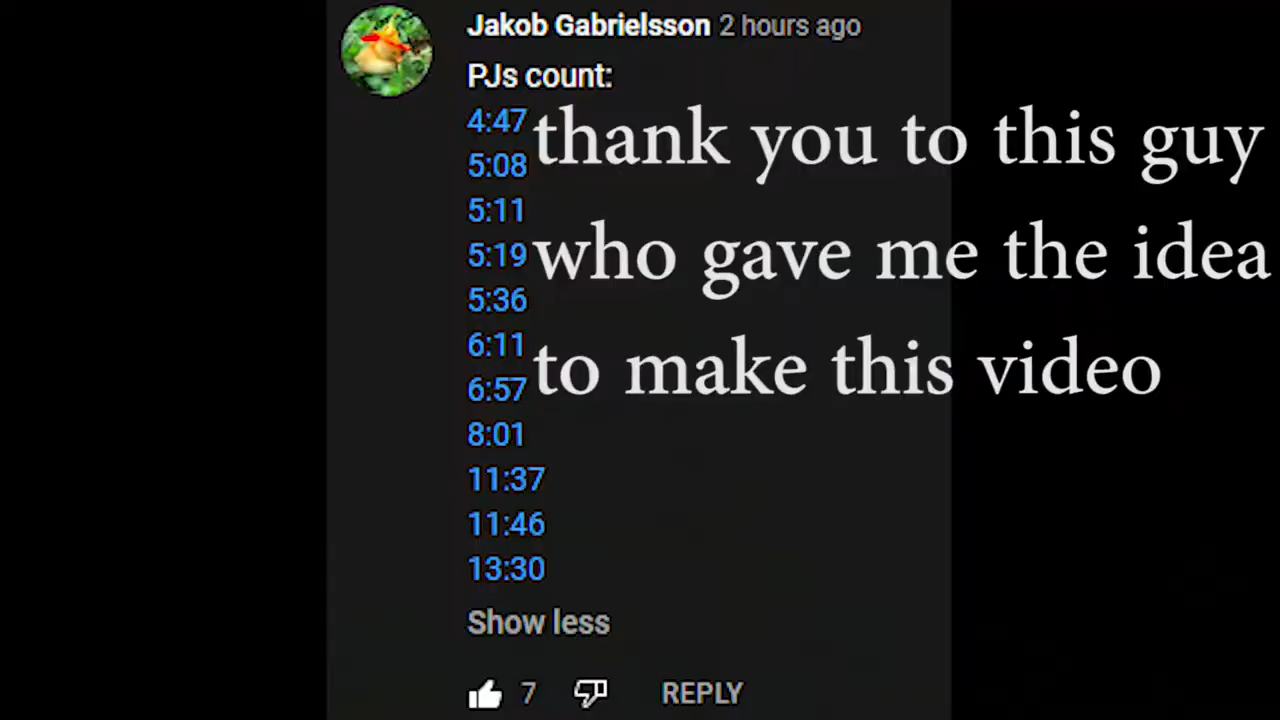 Jakob Gabrielsson 2 hours ago
PJs count:
4:47
5:08
5:11
5:19
5:36
6:11
6:57
8:01
11:37
11:46
13:30
thank you to this guy
who gave me the idea
to make this video
Show less
7 REPLY